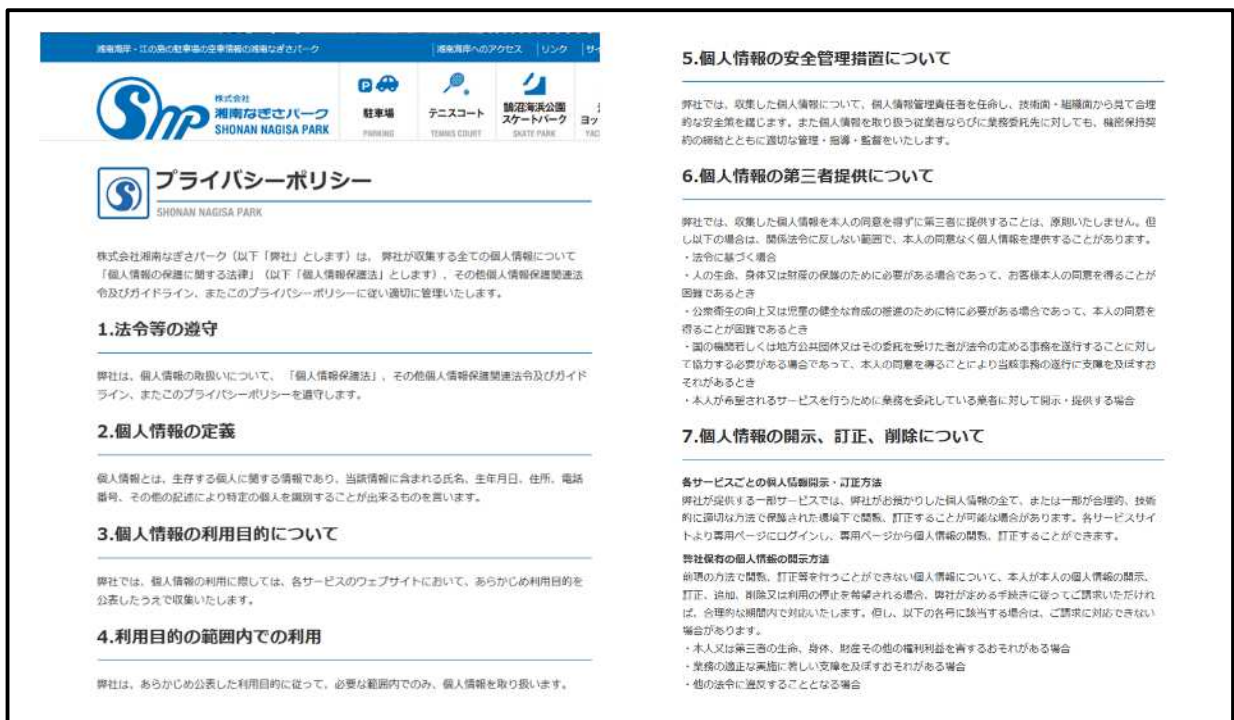 湘南海岸・江の島の駐車場の空車情報の湘南なぎさパーク
湘南海岸へのアクセス
リンク
サイ
株式会社
湘南なぎさパーク
SHONAN NAGISA PARK
P
駐車場
PARKING
テニスコート
TENNIS COURT
鵠沼海浜公園
スケートパーク
SKATE PARK
ヨッ
YAC
プライバシーポリシー
SHONAN NAGISA PARK
株式会社湘南なぎさパーク（以下「弊社」とします）は、 弊社が収集する全ての個人情報について
「個人情報の保護に関する法律」（以下「個人情報保護法」とします）、その他個人情報保護関連法
令及びガイドライン、またこのプライバシーポリシーに従い適切に管理いたします。
1.法令等の遵守
弊社は、個人情報の取扱いについて、 「個人情報保護法」、その他個人情報保護関連法令及びガイド
ライン、またこのプライバシーポリシーを遵守します。
2.個人情報の定義
個人情報とは、生存する個人に関する情報であり、当該情報に含まれる氏名、生年月日、住所、電話
番号、その他の記述により特定の個人を識別することが出来るものを言います。
3.個人情報の利用目的について
弊社では、個人情報の利用に際しては、各サービスのウェブサイトにおいて、あらかじめ利用目的を
公表したうえで収集いたします。
4.利用目的の範囲内での利用
弊社は、あらかじめ公表した利用目的に従って、必要な範囲内でのみ、個人情報を取り扱います。
5.個人情報の安全管理措置について
弊社では、収集した個人情報について、個人情報管理責任者を任命し、技術面・組織面から見て合理
的な安全策を講じます。また個人情報を取り扱う従業者ならびに業務委託先に対しても、機密保持契
約の締結とともに適切な管理・指導・監督をいたします。
6.個人情報の第三者提供について
弊社では、収集した個人情報を本人の同意を得ずに第三者に提供することは、原則いたしません。但
し以下の場合は、関係法令に反しない範囲で、本人の同意なく個人情報を提供することがあります。
・法令に基づく場合
・人の生命、身体又は財産の保護のために必要がある場合であって、お客様本人の同意を得ることが
困難であるとき
・公衆衛生の向上又は児童の健全な育成の推進のために特に必要がある場合であって、本人の同意を
得ることが困難であるとき
・国の機関若しくは地方公共団体又はその委託を受けた者が法令の定める事務を遂行することに対し
て協力する必要がある場合であって、本人の同意を得ることにより当該事務の遂行に支障を及ぼすお
それがあるとき
・本人が希望されるサービスを行うために業務を委託している業者に対して開示・提供する場合
7.個人情報の開示、訂正、削除について
各サービスごとの個人情報開示・訂正方法
弊社が提供する一部サービスでは、弊社がお預かりした個人情報の全て、または一部が合理的、技術
的に適切な方法で保護された環境下で閲覧、訂正することが可能な場合があります。各サービスサイ
トより専用ページにログインし、専用ページから個人情報の閲覧、訂正することができます。
弊社保有の個人情報の開示方法
前項の方法で閲覧、訂正等を行うことができない個人情報について、本人が本人の個人情報の開示、
訂正、追加、削除又は利用の停止を希望される場合、弊社が定める手続きに従ってご請求いただけれ
ば、合理的な期間内で対応いたします。但し、以下の各号に該当する場合は、ご請求に対応できない
場合があります。
・本人又は第三者の生命、身体、財産その他の権利利益を害するおそれがある場合
・業務の適正な実施に著しい支障を及ぼすおそれがある場合
・他の法令に違反することとなる場合